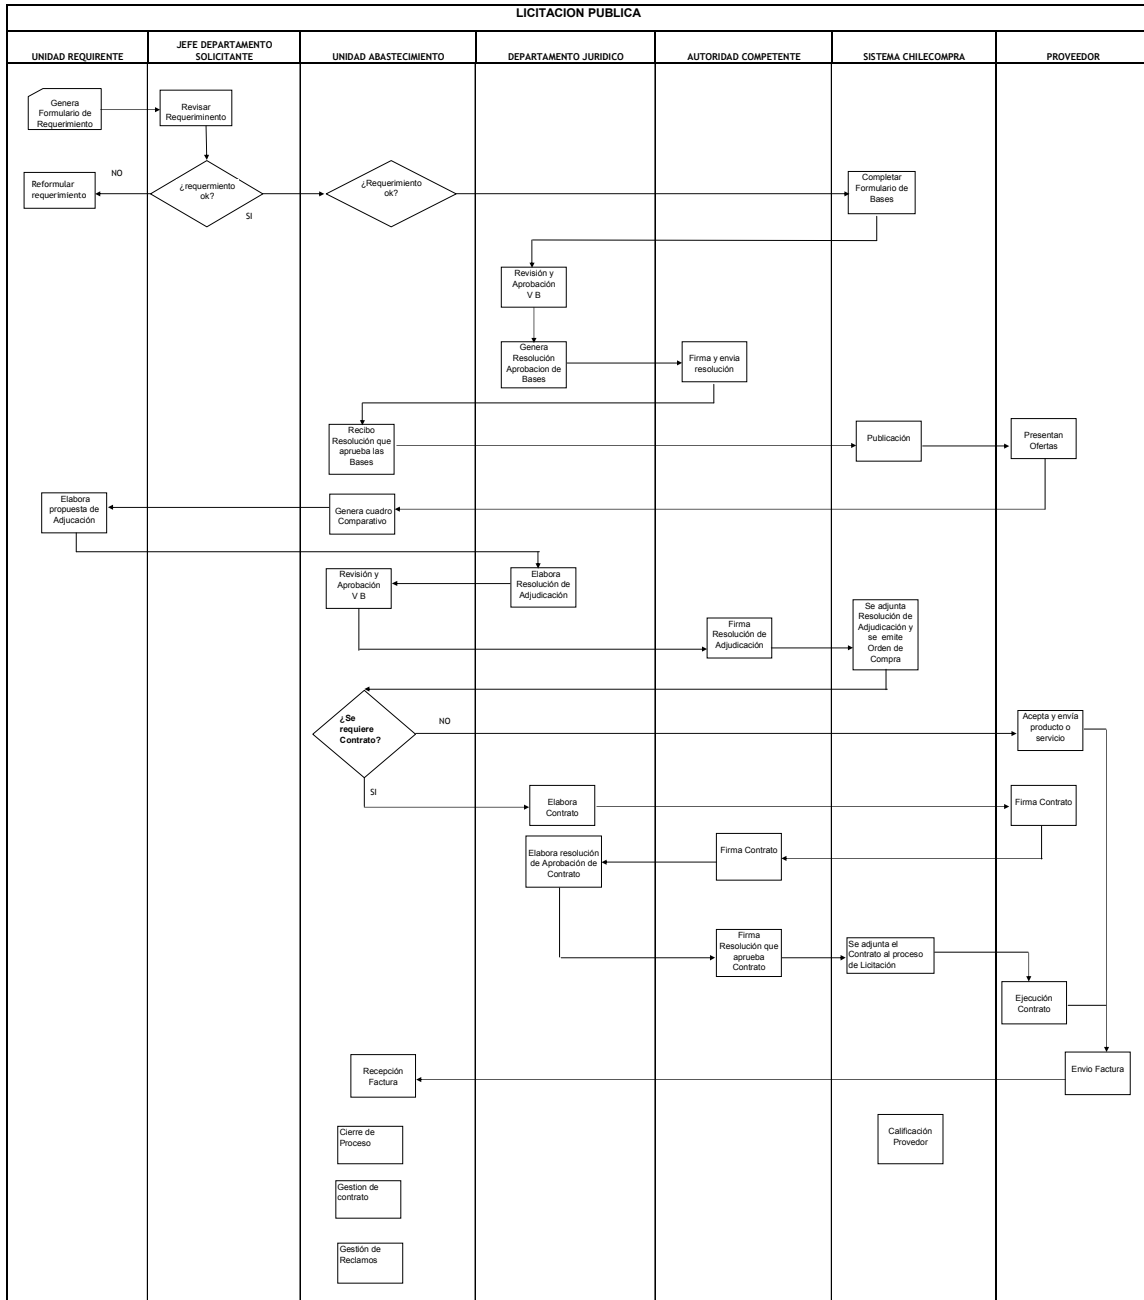 LICITACION PUBLICA
UNIDAD REQUIRENTE
JEFE DEPARTAMENTO
SOLICITANTE
UNIDAD ABASTECIMIENTO
DEPARTAMENTO JURIDICO
AUTORIDAD COMPETENTE
SISTEMA CHILECOMPRA
PROVEEDOR
Genera
Formulario de
Requerimiento
Revisar
Requeriminento
NO
Reformular
requerimiento
¿requermiento
ok?
SI
¿Requerimiento
ok?
Completar
Formulario de
Bases
Revisión y
Aprobación
V B
Genera
Resolución
Aprobacion de
Bases
Firma y envia
resolución
Recibo
Resolución que
aprueba las
Bases
Publicación
Presentan
Ofertas
Elabora
propuesta de
Adjucación
Genera cuadro
Comparativo
Revisión y
Aprobación
V B
Elabora
Resolución de
Adjudicación
Firma
Resolución de
Adjudicación
Se adjunta
Resolución de
Adjudicación y
se emite
Orden de
Compra
¿Se
requiere
Contrato?
NO
Acepta y envía
producto o
servicio
SI
Elabora
Contrato
Firma Contrato
Elabora resolución
de Aprobación de
Contrato
Firma Contrato
Firma
Resolución que
aprueba
Contrato
Se adjunta el
Contrato al proceso
de Licitación
Ejecución
Contrato
Recepción
Factura
Envio Factura
Cierre de
Proceso
Calificación
Provedor
Gestion de
contrato
Gestión de
Reclamos